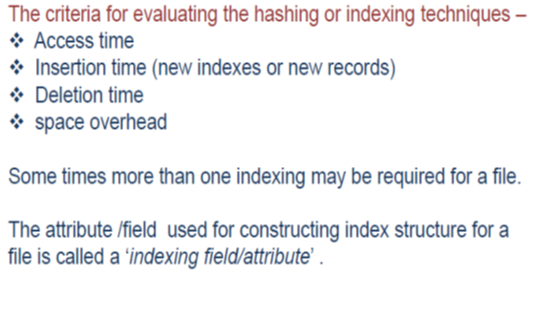 The criteria for evaluating the hashing or indexing techniques –
❖ Access time
❖ Insertion time (new indexes or new records)
❖ Deletion time
❖ space overhead
Some times more than one indexing may be required for a file.
The attribute /field used for constructing index structure for a
file is called a ‘indexing field/attribute’ .